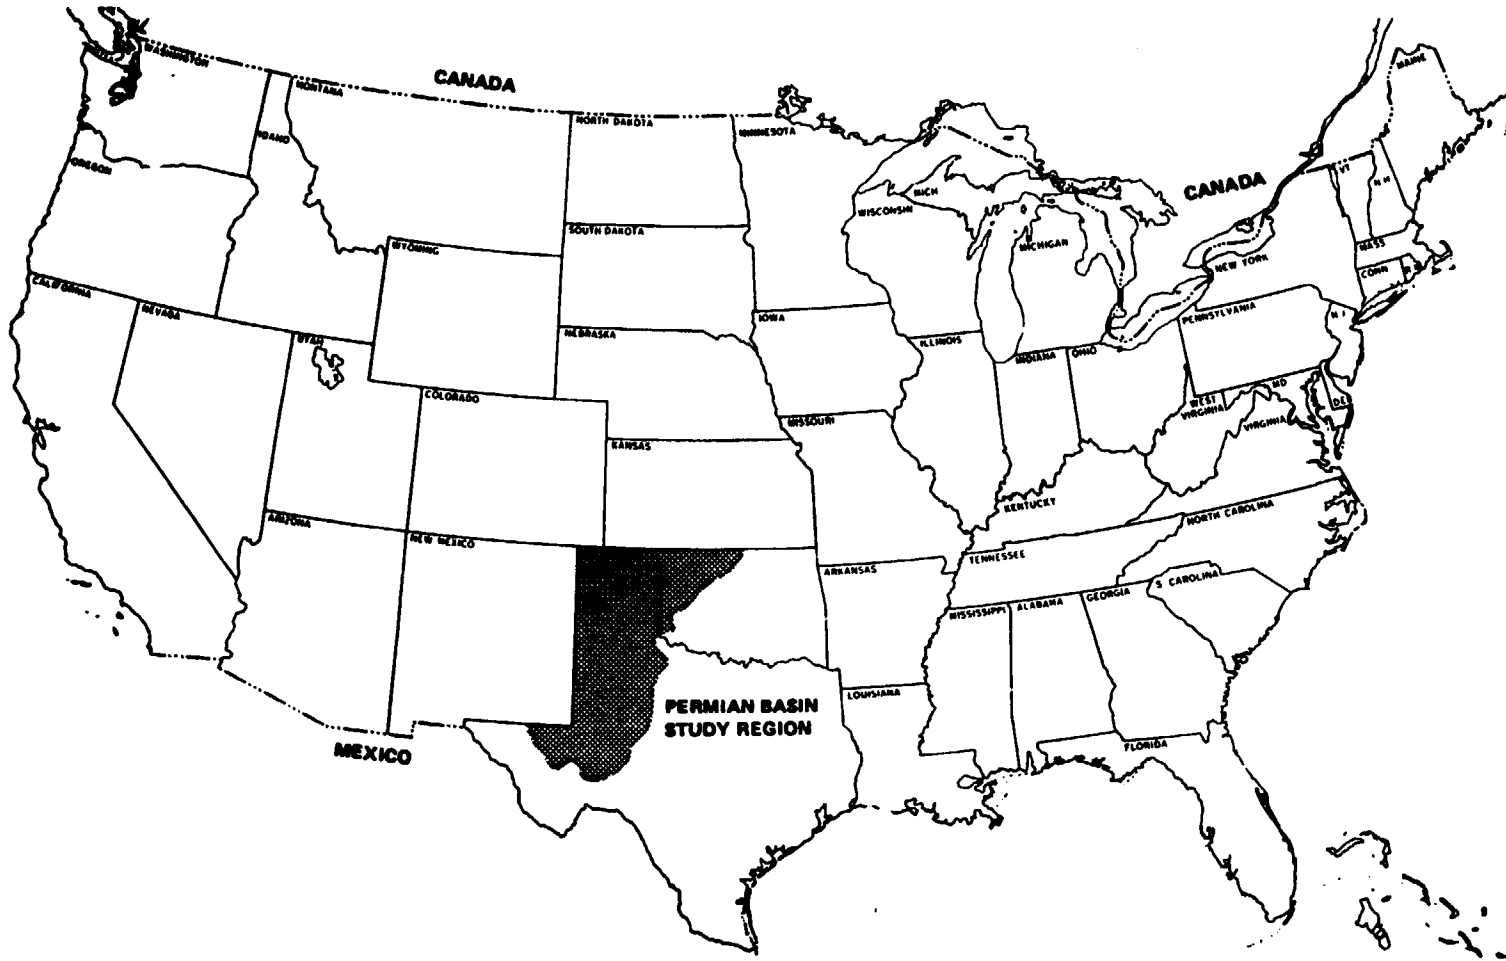 WASHINGTON
CANADA
MONTANA
MAINE
NORTH DAKOTA
MINNESOTA
IDAHO
OREGON
VT
N H
MICH
CANADA
WISCONSIN
SOUTH DAKOTA
WYOMING
MICHIGAN
MASS
NEW YORK
CONN
R I
CALIFORNIA
NEVADA
PENNSYLVANIA
IOWA
N J
NEBRASKA
UTAH
ILLINOIS
INDIANA
OHIO
MD
COLORADO
WEST
VIRGINIA
DEL
MISSOURI
VIRGINIA
KANSAS
KENTUCKY
NORTH CAROLINA
ARIZONA
NEW MEXICO
TENNESSEE
ARKANSAS
S CAROLINA
GEORGIA
ALABAMA
MISSISSIPPI
LOUISIANA
PERMIAN BASIN
STUDY REGION
FLORIDA
MEXICO